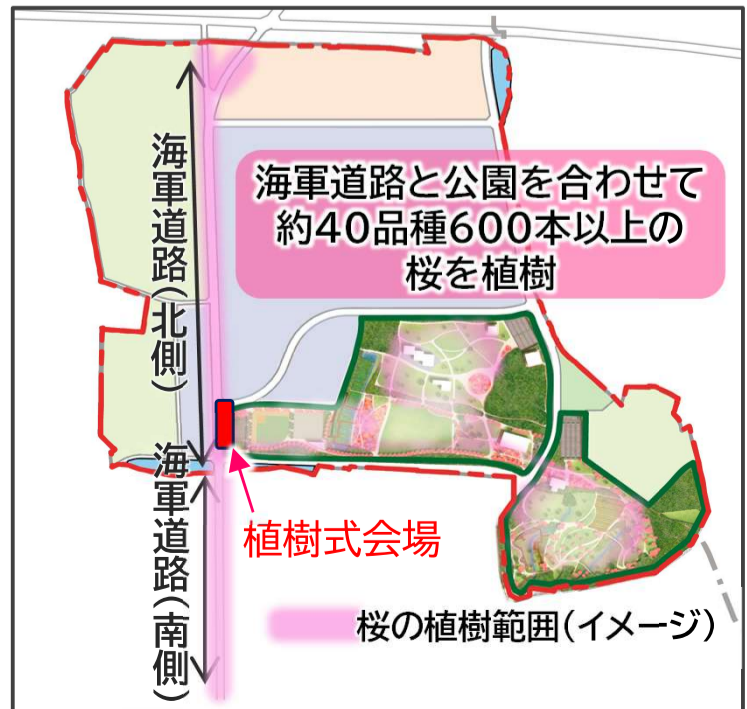 海軍道路と公園を合わせて
約40品種600本以上の
桜を植樹
海軍道路(北側)
海軍道路(南側)
植樹式会場
桜の植樹範囲(イメージ)